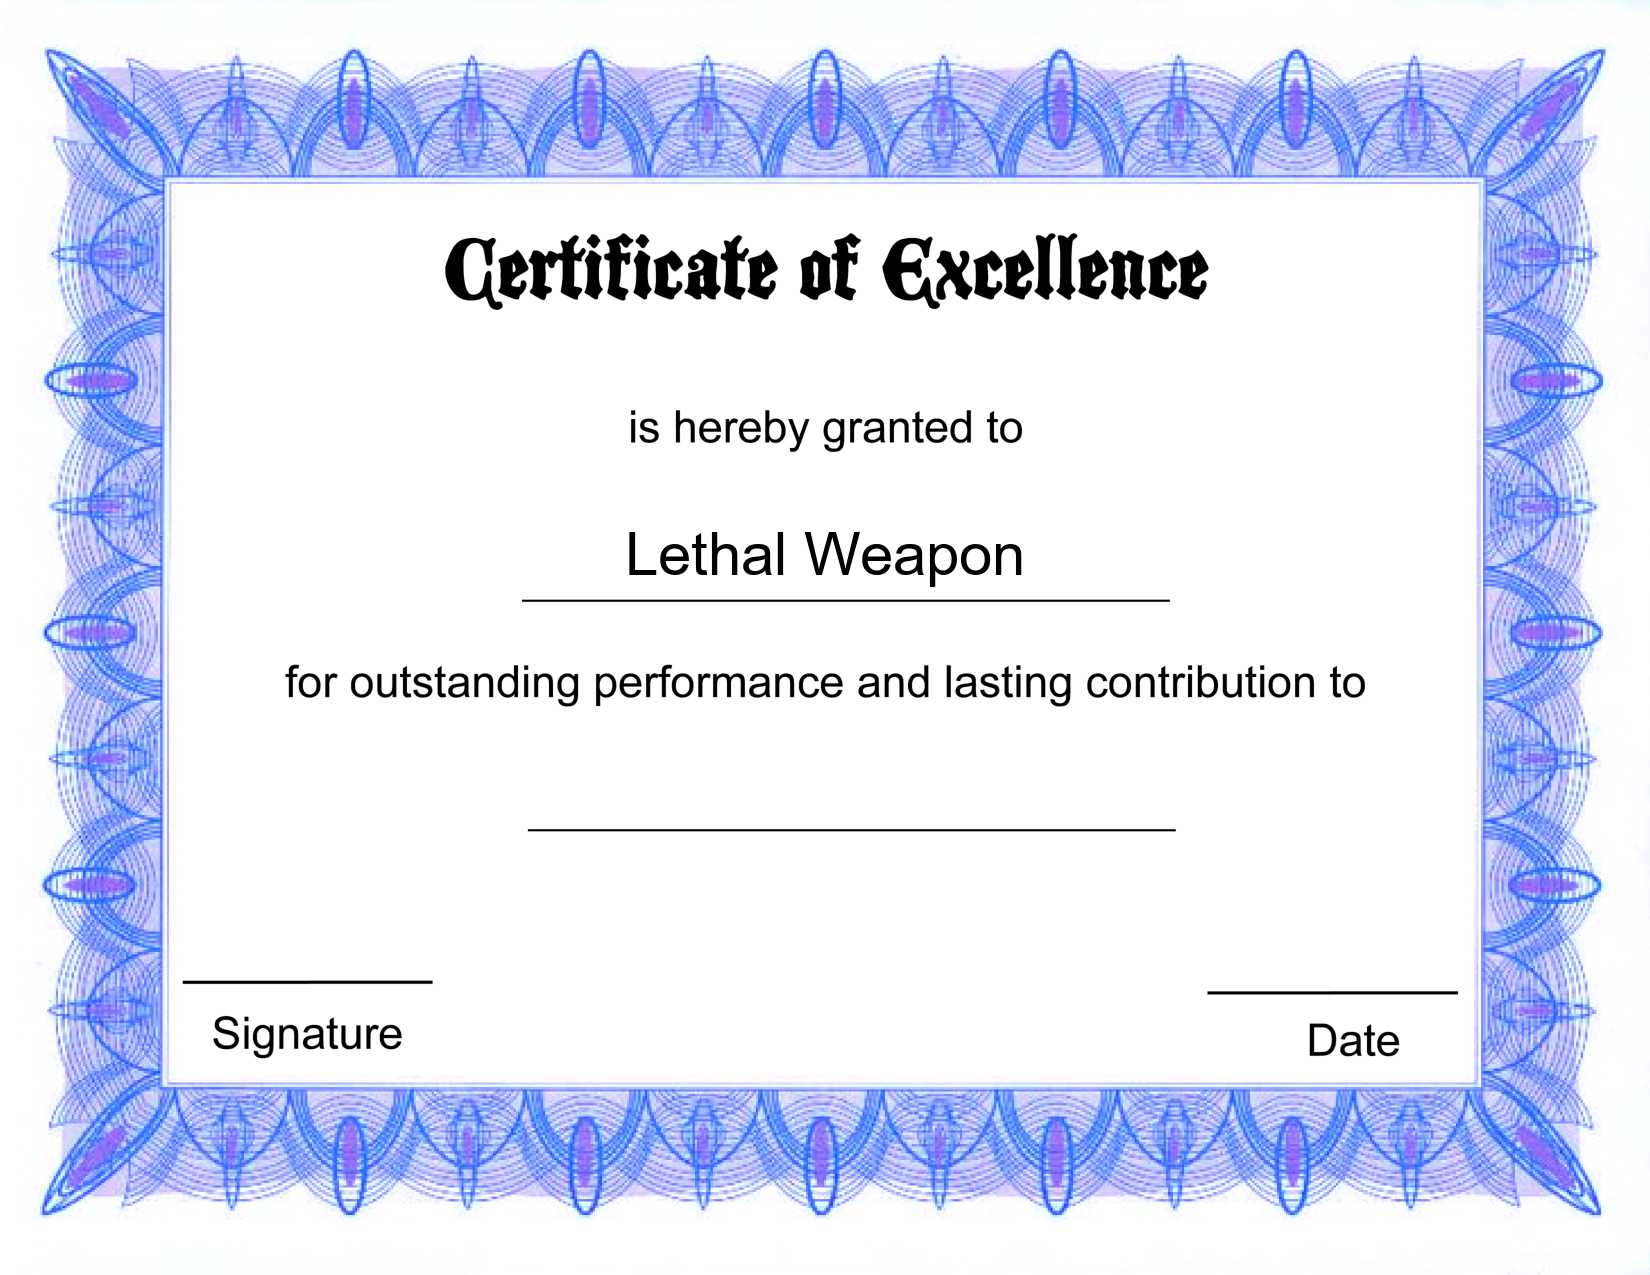 Certificate of Excellence
is hereby granted to
Lethal Weapon
for outstanding performance and lasting contribution to
Signature
Date